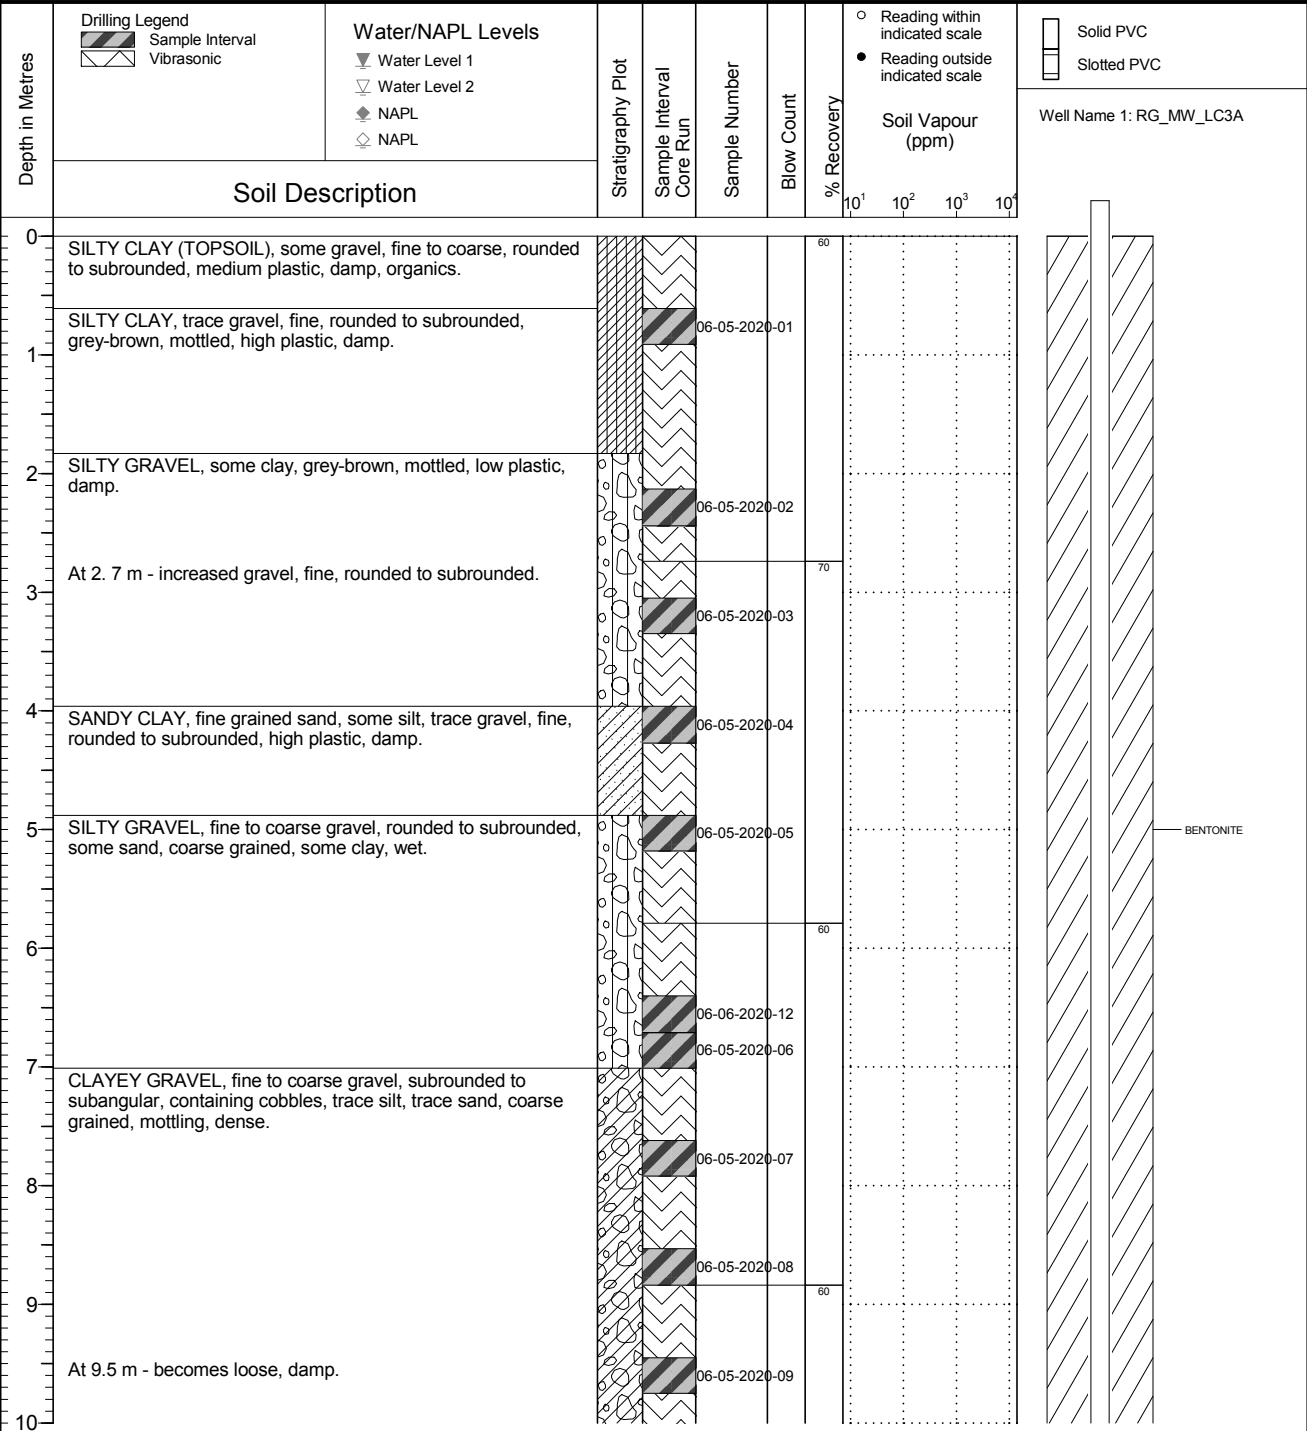 Depth in Metres
Drilling Legend
Sample Interval
Vibrasonic
Water/NAPL Levels
Water Level 1
Water Level 2
NAPL
NAPL
Soil Description
Stratigraphy Plot
Sample Interval
Core Run
Sample Number
Blow Count
% Recovery
Reading within
indicated scale
Reading outside
indicated scale
Soil Vapour
(ppm)
10¹ 10² 10³ 10⁴
Solid PVC
Slotted PVC
Well Name 1: RG_MW_LC3A
0
SILTY CLAY (TOPSOIL), some gravel, fine to coarse, rounded
to subrounded, medium plastic, damp, organics.
60
SILTY CLAY, trace gravel, fine, rounded to subrounded,
grey-brown, mottled, high plastic, damp.
06-05-2020-01
1
SILTY GRAVEL, some clay, grey-brown, mottled, low plastic,
damp.
2
06-05-2020-02
At 2. 7 m - increased gravel, fine, rounded to subrounded.
70
3
06-05-2020-03
4
SANDY CLAY, fine grained sand, some silt, trace gravel, fine,
rounded to subrounded, high plastic, damp.
06-05-2020-04
5
SILTY GRAVEL, fine to coarse gravel, rounded to subrounded,
some sand, coarse grained, some clay, wet.
06-05-2020-05
BENTONITE
60
6
06-06-2020-12
06-05-2020-06
7
CLAYEY GRAVEL, fine to coarse gravel, subrounded to
subangular, containing cobbles, trace silt, trace sand, coarse
grained, mottling, dense.
06-05-2020-07
8
06-05-2020-08
60
9
At 9.5 m - becomes loose, damp.
06-05-2020-09
10